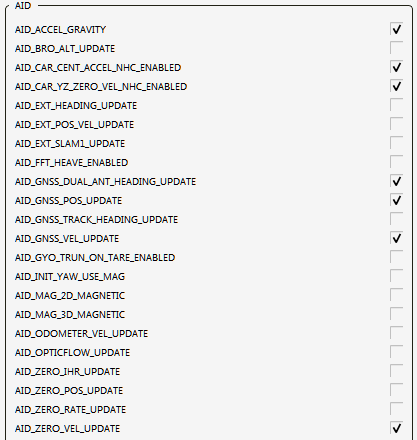 AID
AID_ACCEL_GRAVITY
AID_BRO_ALT_UPDATE
AID_CAR_CENT_ACCEL_NHC_ENABLED
AID_CAR_YZ_ZERO_VEL_NHC_ENABLED
AID_EXT_HEADING_UPDATE
AID_EXT_POS_VEL_UPDATE
AID_EXT_SLAM1_UPDATE
AID_FFT_HEAVE_ENABLED
AID_GNSS_DUAL_ANT_HEADING_UPDATE
AID_GNSS_POS_UPDATE
AID_GNSS_TRACK_HEADING_UPDATE
AID_GNSS_VEL_UPDATE
AID_GYO_TRUN_ON_TARE_ENABLED
AID_INIT_YAW_USE_MAG
AID_MAG_2D_MAGNETIC
AID_MAG_3D_MAGNETIC
AID_ODOMETER_VEL_UPDATE
AID_OPTICFLOW_UPDATE
AID_ZERO_IHR_UPDATE
AID_ZERO_POS_UPDATE
AID_ZERO_RATE_UPDATE
AID_ZERO_VEL_UPDATE